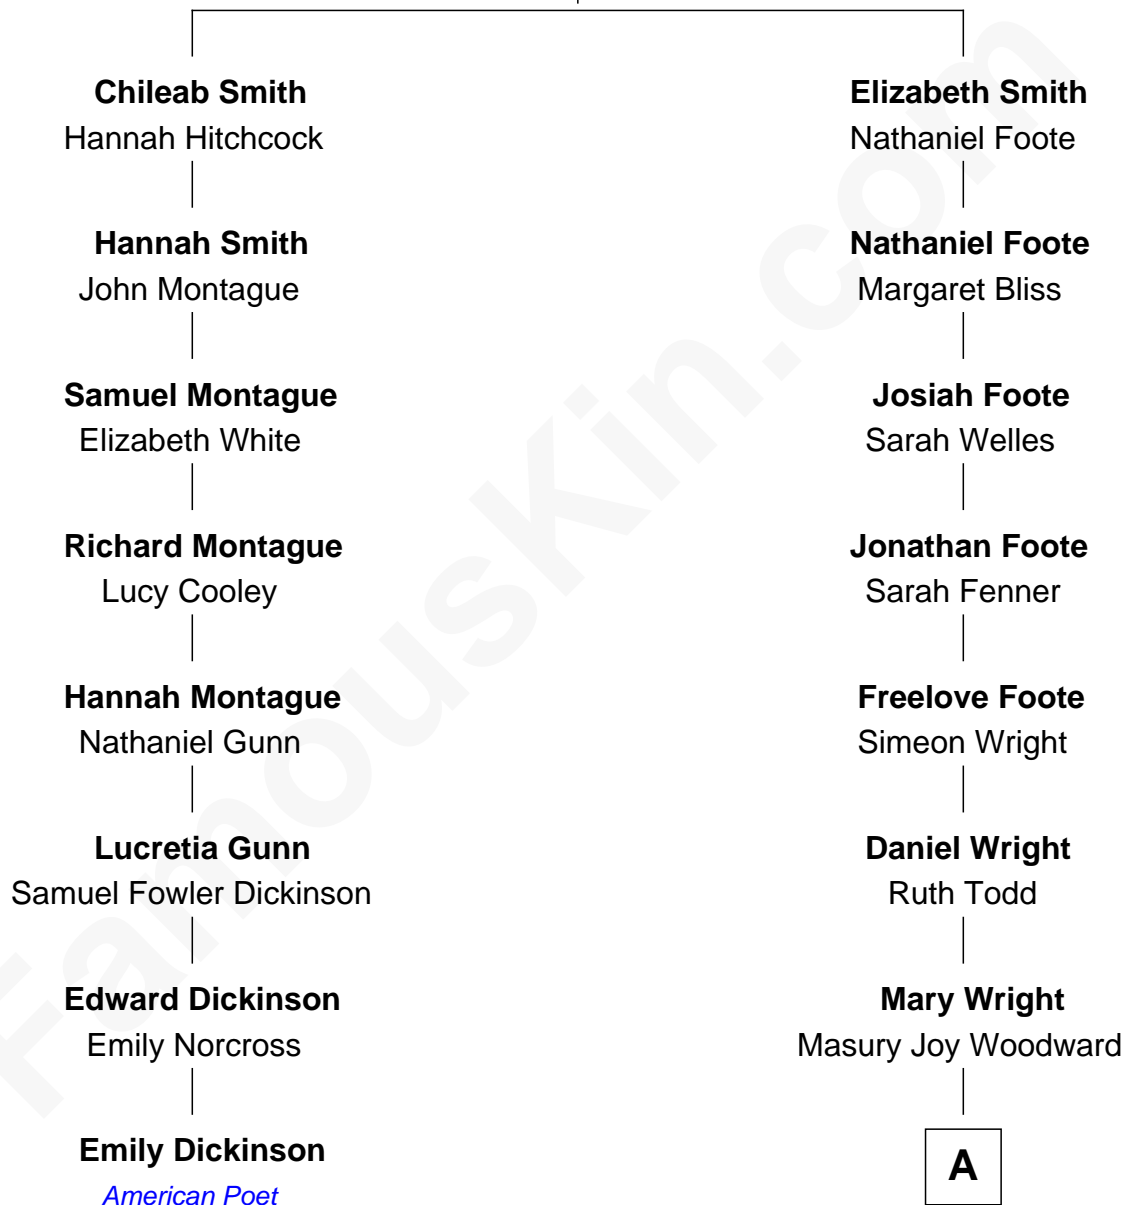 Chileab Smith
Hannah Hitchcock
Hannah Smith
John Montague
Samuel Montague
Elizabeth White
Richard Montague
Lucy Cooley
Hannah Montague
Nathaniel Gunn
Lucretia Gunn
Samuel Fowler Dickinson
Edward Dickinson
Emily Norcross
Emily Dickinson
American Poet
Elizabeth Smith
Nathaniel Foote
Nathaniel Foote
Margaret Bliss
Josiah Foote
Sarah Welles
Jonathan Foote
Sarah Fenner
Freelove Foote
Simeon Wright
Daniel Wright
Ruth Todd
Mary Wright
Masury Joy Woodward
A
FamousKin.com